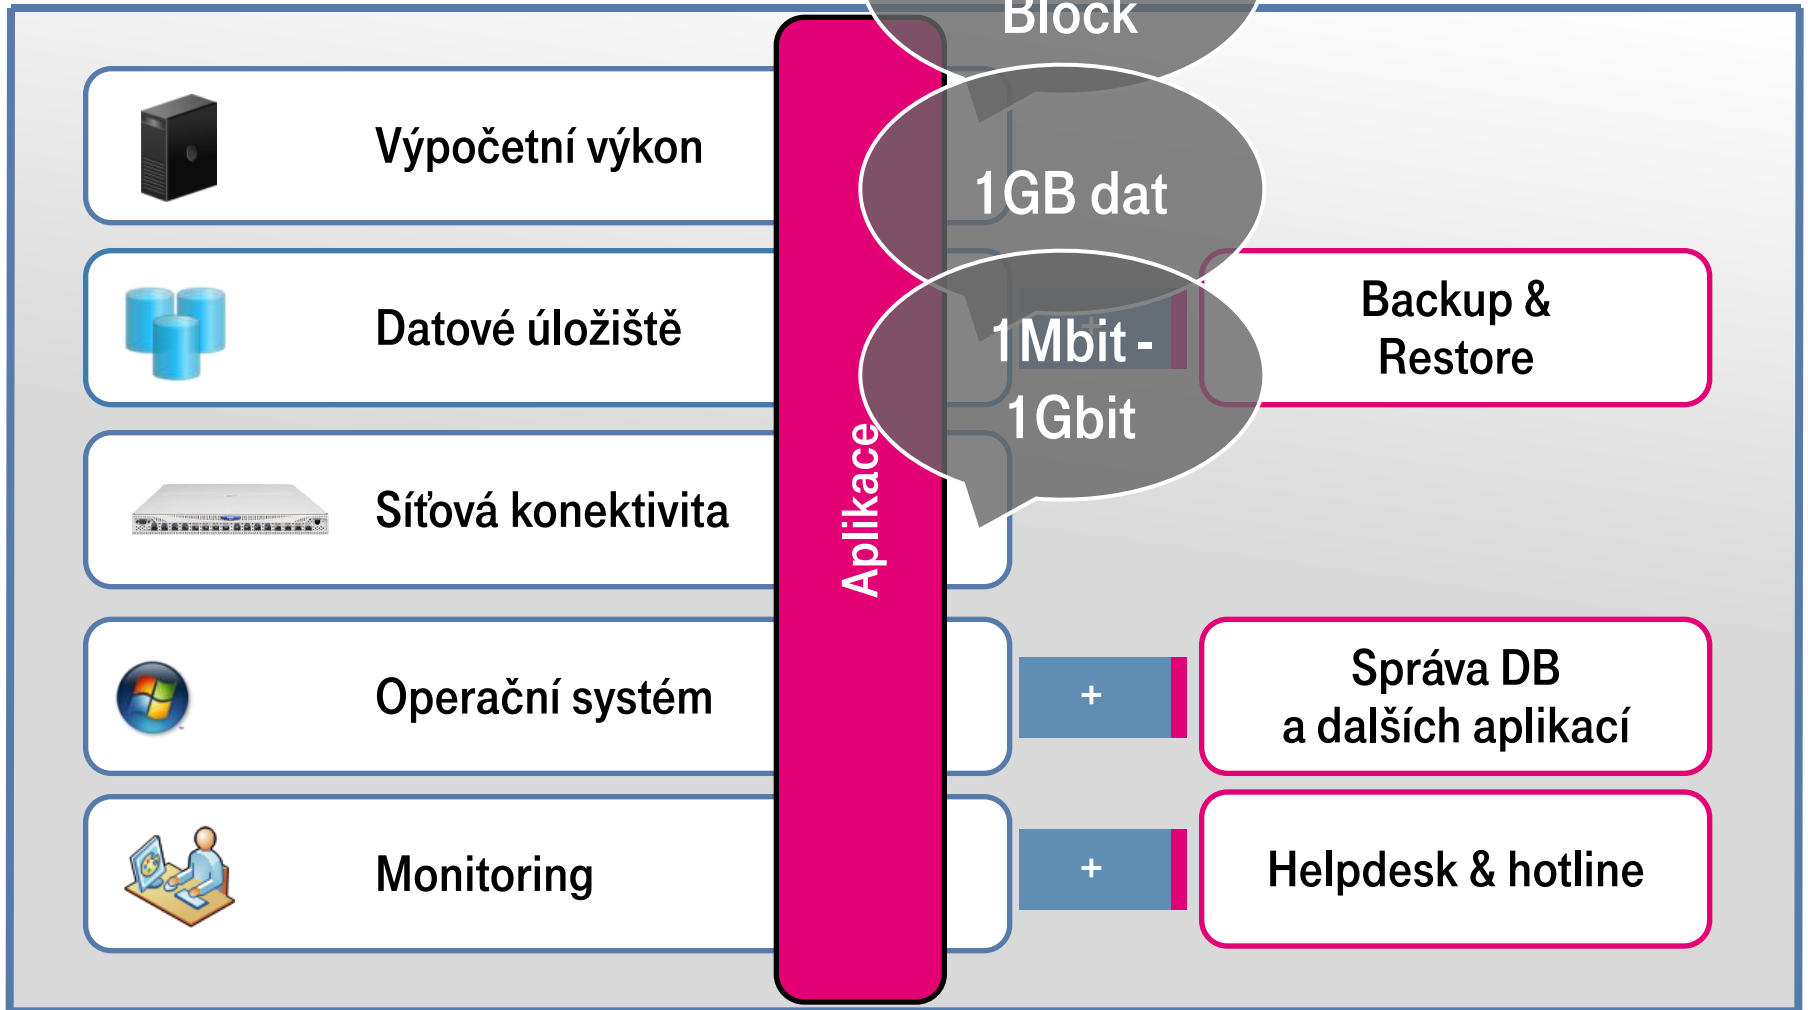 Block
Výpočetní výkon
1GB dat
Datové úložiště
1Mbit -
1Gbit
+
Backup &
Restore
Aplikace
Síťová konektivita
Operační systém
+
Správa DB
a dalších aplikací
Monitoring
+
Helpdesk & hotline